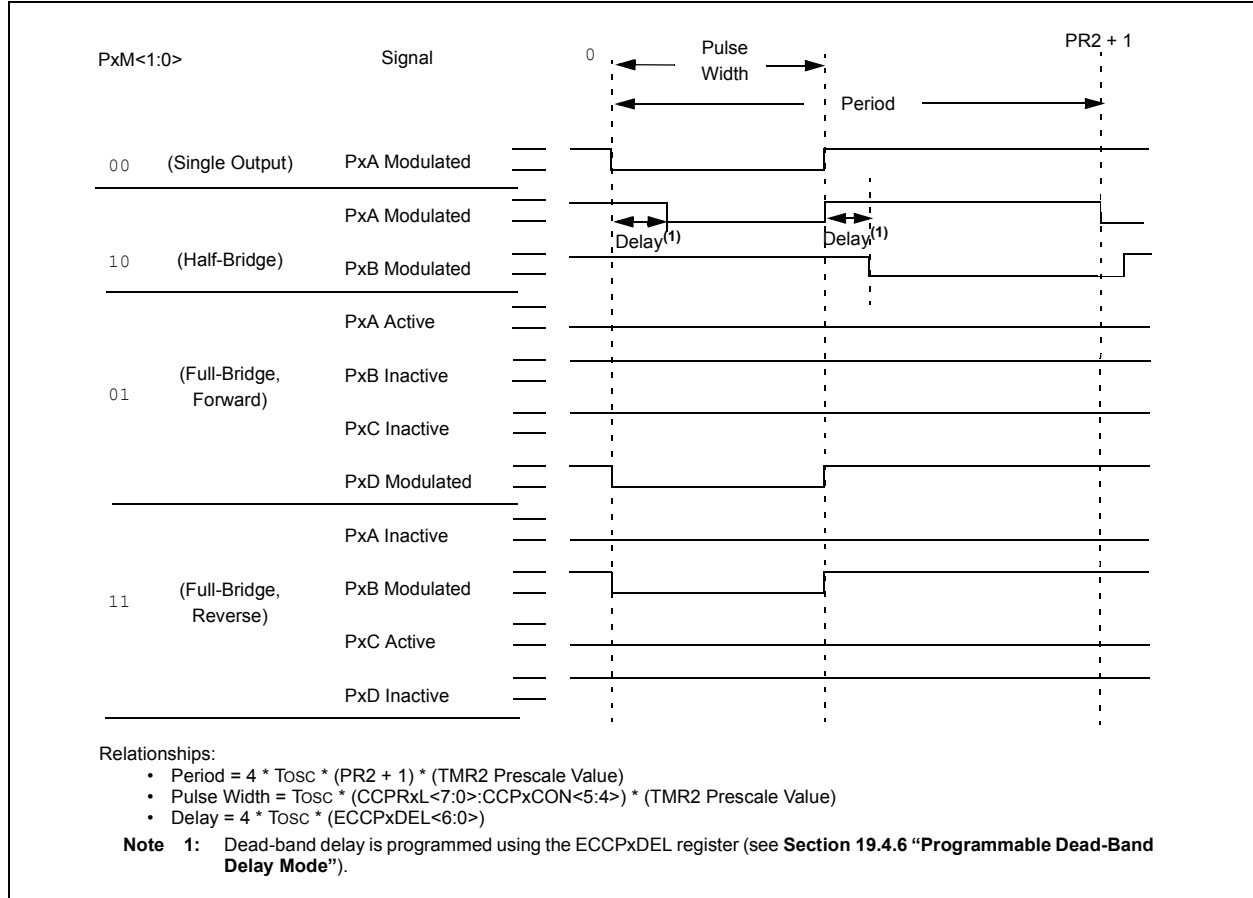 PxM<1:0> Signal 0 Pulse Width PR2 + 1
Period
00 (Single Output) PxA Modulated
PxA Modulated
Delay(1) Delay(1)
10 (Half-Bridge) PxB Modulated
PxA Active
(Full-Bridge, PxB Inactive
01 Forward)
PxC Inactive
PxD Modulated
PxA Inactive
(Full-Bridge, PxB Modulated
11 Reverse)
PxC Active
PxD Inactive
Relationships:
• Period = 4 * TOSC * (PR2 + 1) * (TMR2 Prescale Value)
• Pulse Width = TOSC * (CCPRxL<7:0>:CCPxCON<5:4>) * (TMR2 Prescale Value)
• Delay = 4 * TOSC * (ECCPxDEL<6:0>)
Note 1: Dead-band delay is programmed using the ECCPxDEL register (see Section 19.4.6 “Programmable Dead-Band
Delay Mode”).